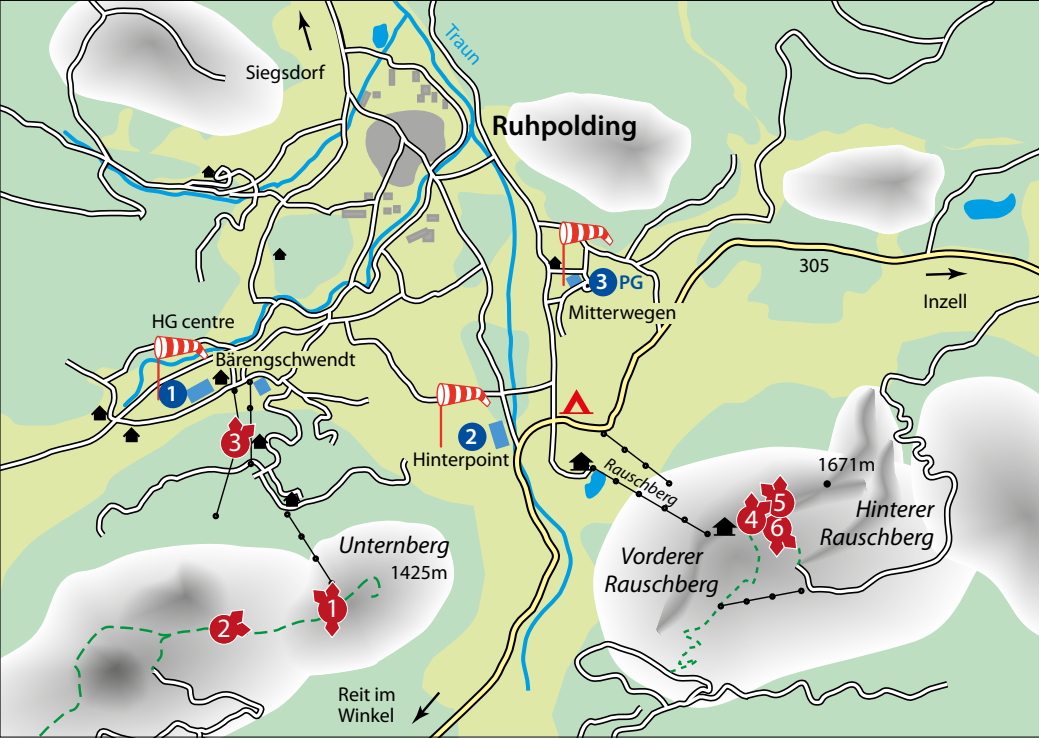 Siegsdorf
Traun
Ruhpolding
305
Inzell
3 PG
Mitterwegen
HG centre
Bärengschwendt
1
3
2
Hinterpoint
Rauschberg
1671m
Hinterer
Rauschberg
5
4
6
Vorderer
Rauschberg
Unternberg
1425m
1
2
Reit im
Winkel